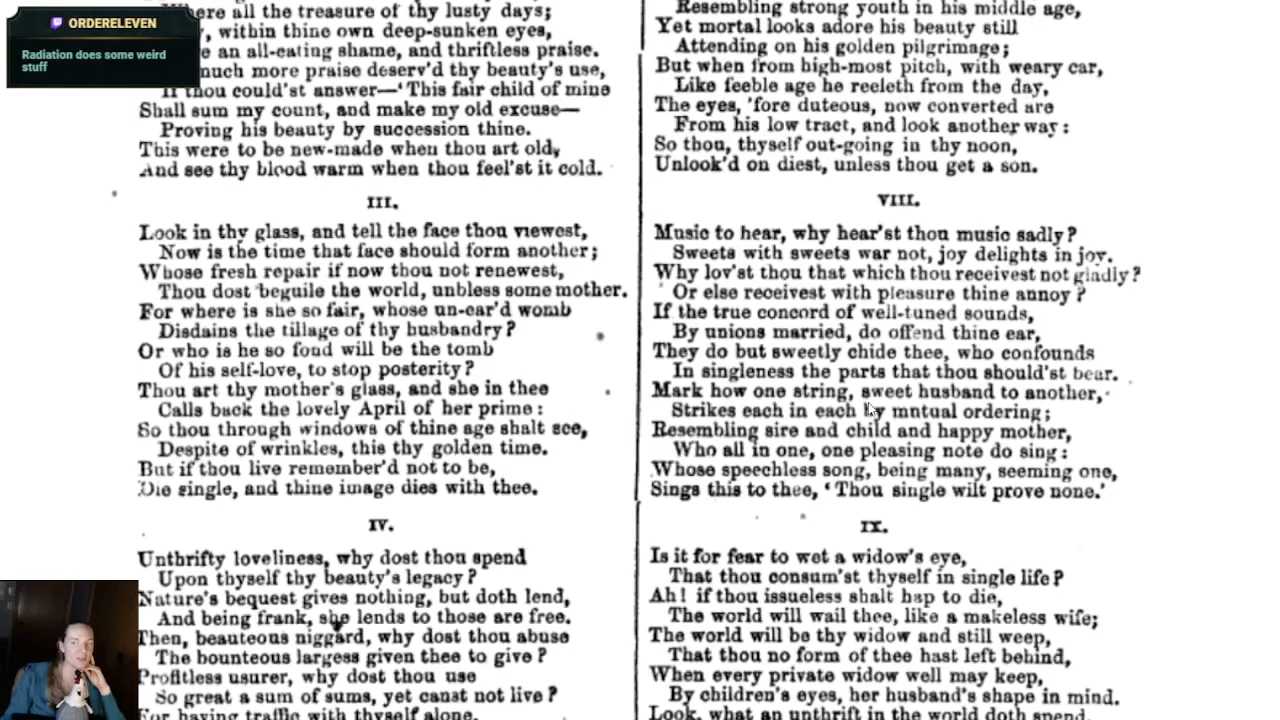 ORDERELEVEN
Radiation does some weird
stuff
Where all the treasure of thy lusty days;
within thine own deep-sunken eyes,
an all-eating shame, and thriftless praise.
much more praise deserv'd thy beauty's use,
If thou could'st answer—'This fair child of mine
Shall sum my count, and make my old excuse—
Proving his beauty by succession thine.
This were to be new-made when thou art old,
And see thy blood warm when thou feel'st it cold.
III.
Look in thy glass, and tell the face thou viewest,
Now is the time that face should form another;
Whose fresh repair if now thou not renewest,
Thou dost beguile the world, unbless some mother.
For where is she so fair, whose un-ear'd womb
Disdains the tillage of thy husbandry?
Or who is he so fond will be the tomb
Of his self-love, to stop posterity?
Thou art thy mother's glass, and she in thee
Calls back the lovely April of her prime:
So thou through windows of thine age shalt see,
Despite of wrinkles, this thy golden time.
But if thou live remember'd not to be,
Die single, and thine image dies with thee.
IV.
Unthrifty loveliness, why dost thou spend
Upon thyself thy beauty's legacy?
Nature's bequest gives nothing, but doth lend,
And being frank, she lends to those are free.
Then, beauteous niggard, why dost thou abuse
The bounteous largess given thee to give?
Profitless usurer, why dost thou use
So great a sum of sums, yet canst not live?
For having traffic with thyself alone,
Resembling strong youth in his middle age,
Yet mortal looks adore his beauty still
Attending on his golden pilgrimage;
But when from high-most pitch, with weary car,
Like feeble age he reeleth from the day,
The eyes, 'fore duteous, now converted are
From his low tract, and look another way:
So thou, thyself out-going in thy noon,
Unlook'd on diest, unless thou get a son.
VIII.
Music to hear, why hear'st thou music sadly?
Sweets with sweets war not, joy delights in joy.
Why lov'st thou that which thou receivest not gladly?
Or else receivest with pleasure thine annoy?
If the true concord of well-tuned sounds,
By unions married, do offend thine ear,
They do but sweetly chide thee, who confounds
In singleness the parts that thou should'st bear.
Mark how one string, sweet husband to another,
Strikes each in each by mntual ordering;
Resembling sire and child and happy mother,
Who all in one, one pleasing note do sing:
Whose speechless song, being many, seeming one,
Sings this to thee, 'Thou single wilt prove none.'
IX.
Is it for fear to wet a widow's eye,
That thou consum'st thyself in single life?
Ah! if thou issueless shalt hap to die,
The world will wail thee, like a makeless wife;
The world will be thy widow and still weep,
That thou no form of thee hast left behind,
When every private widow well may keep,
By children's eyes, her husband's shape in mind.
Look, what an unthrift in the world doth spend,